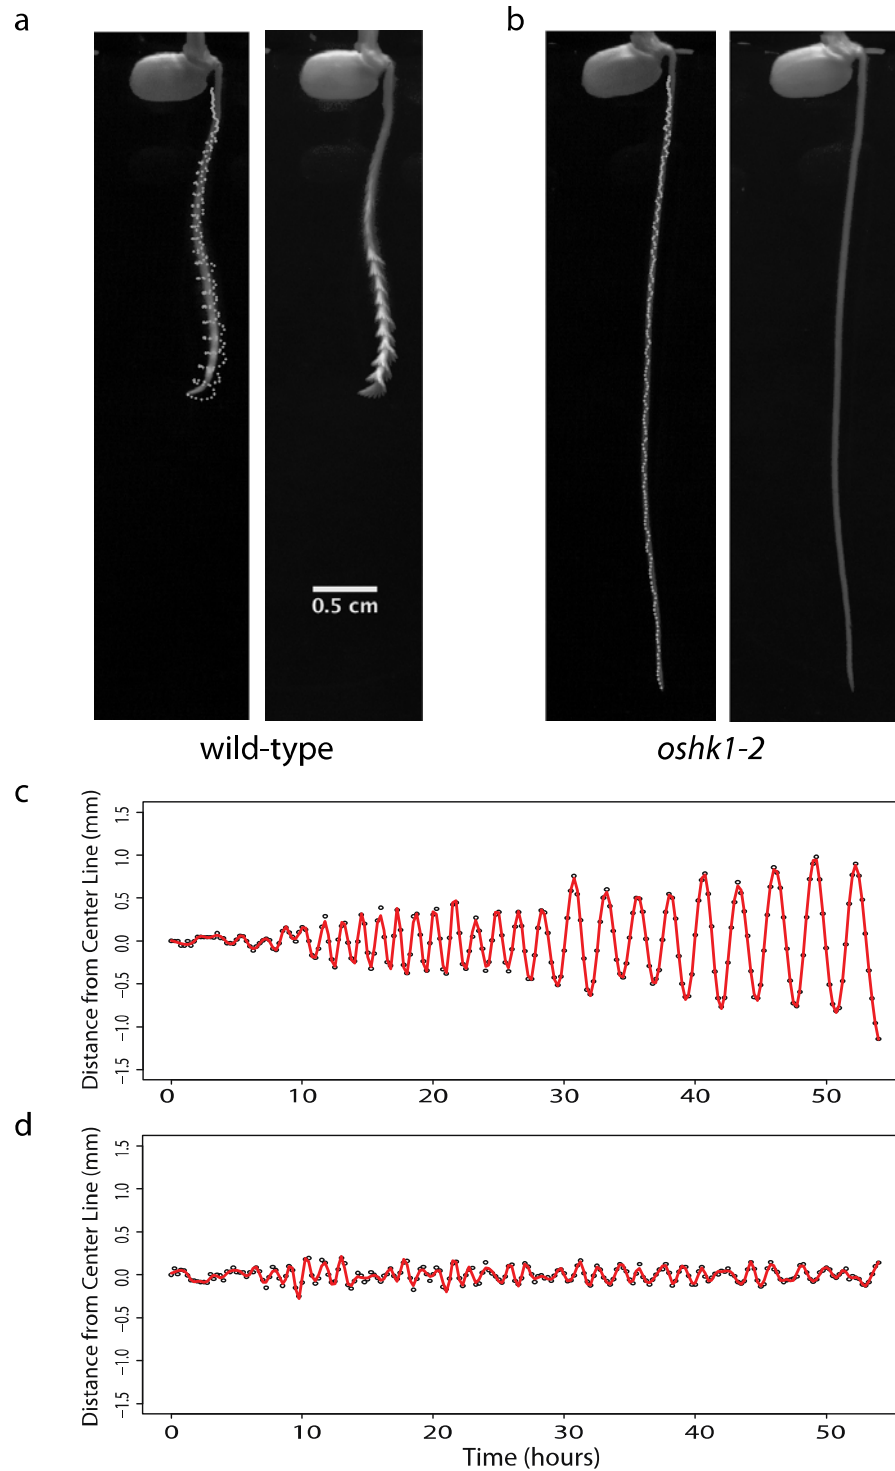 a
b
0.5 cm
wild-type
oshk1-2
c
Distance from Center Line (mm)
1.5
1.0
0.5
0.0
−0.5
−1.0
−1.5
0 10 20 30 40 50
d
Distance from Center Line (mm)
1.5
1.0
0.5
0.0
−0.5
−1.0
−1.5
0 10 20 30 40 50
Time (hours)